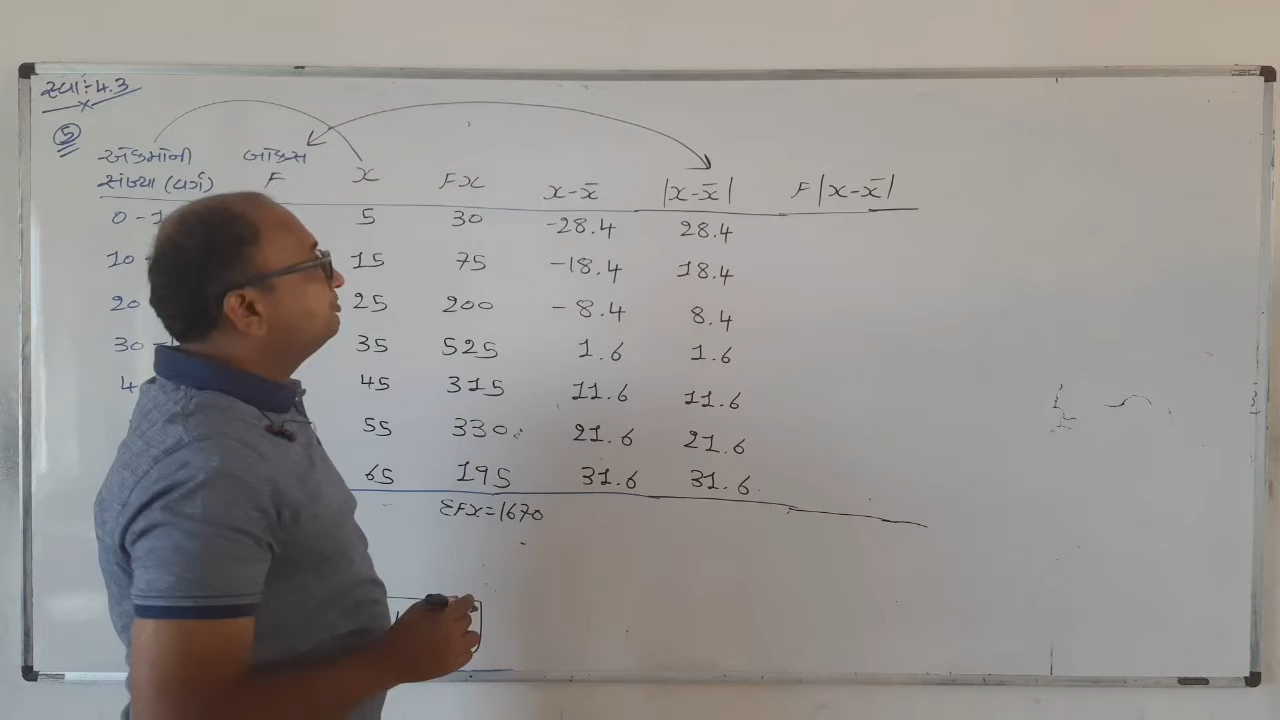 સ્વા:-4.3
5
એકમોની બોક્સ
સંખ્યા (વર્ગ) F x Fx x-x̄ |x-x̄| F|x-x̄|
0-1 5 30 -28.4 28.4
10 15 75 -18.4 18.4
20 25 200 -8.4 8.4
30- 35 525 1.6 1.6
4 45 315 11.6 11.6
55 330 21.6 21.6
65 195 31.6 31.6
ΣFx=1670